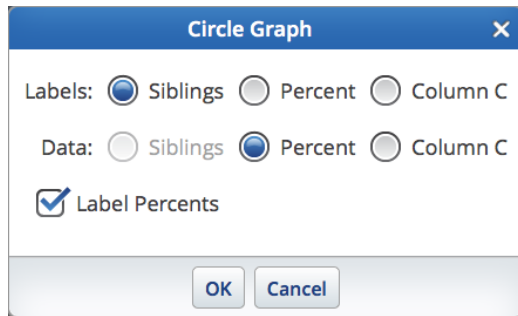 Circle Graph
Labels: Siblings Percent Column C
Data: Siblings Percent Column C
Label Percents
OK Cancel